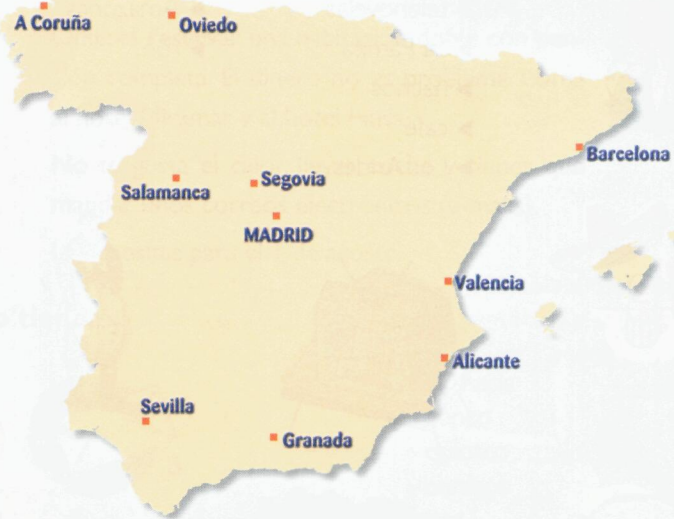 A Coruña
Oviedo
Barcelona
Segovia
Salamanca
MADRID
Valencia
Alicante
Sevilla
Granada